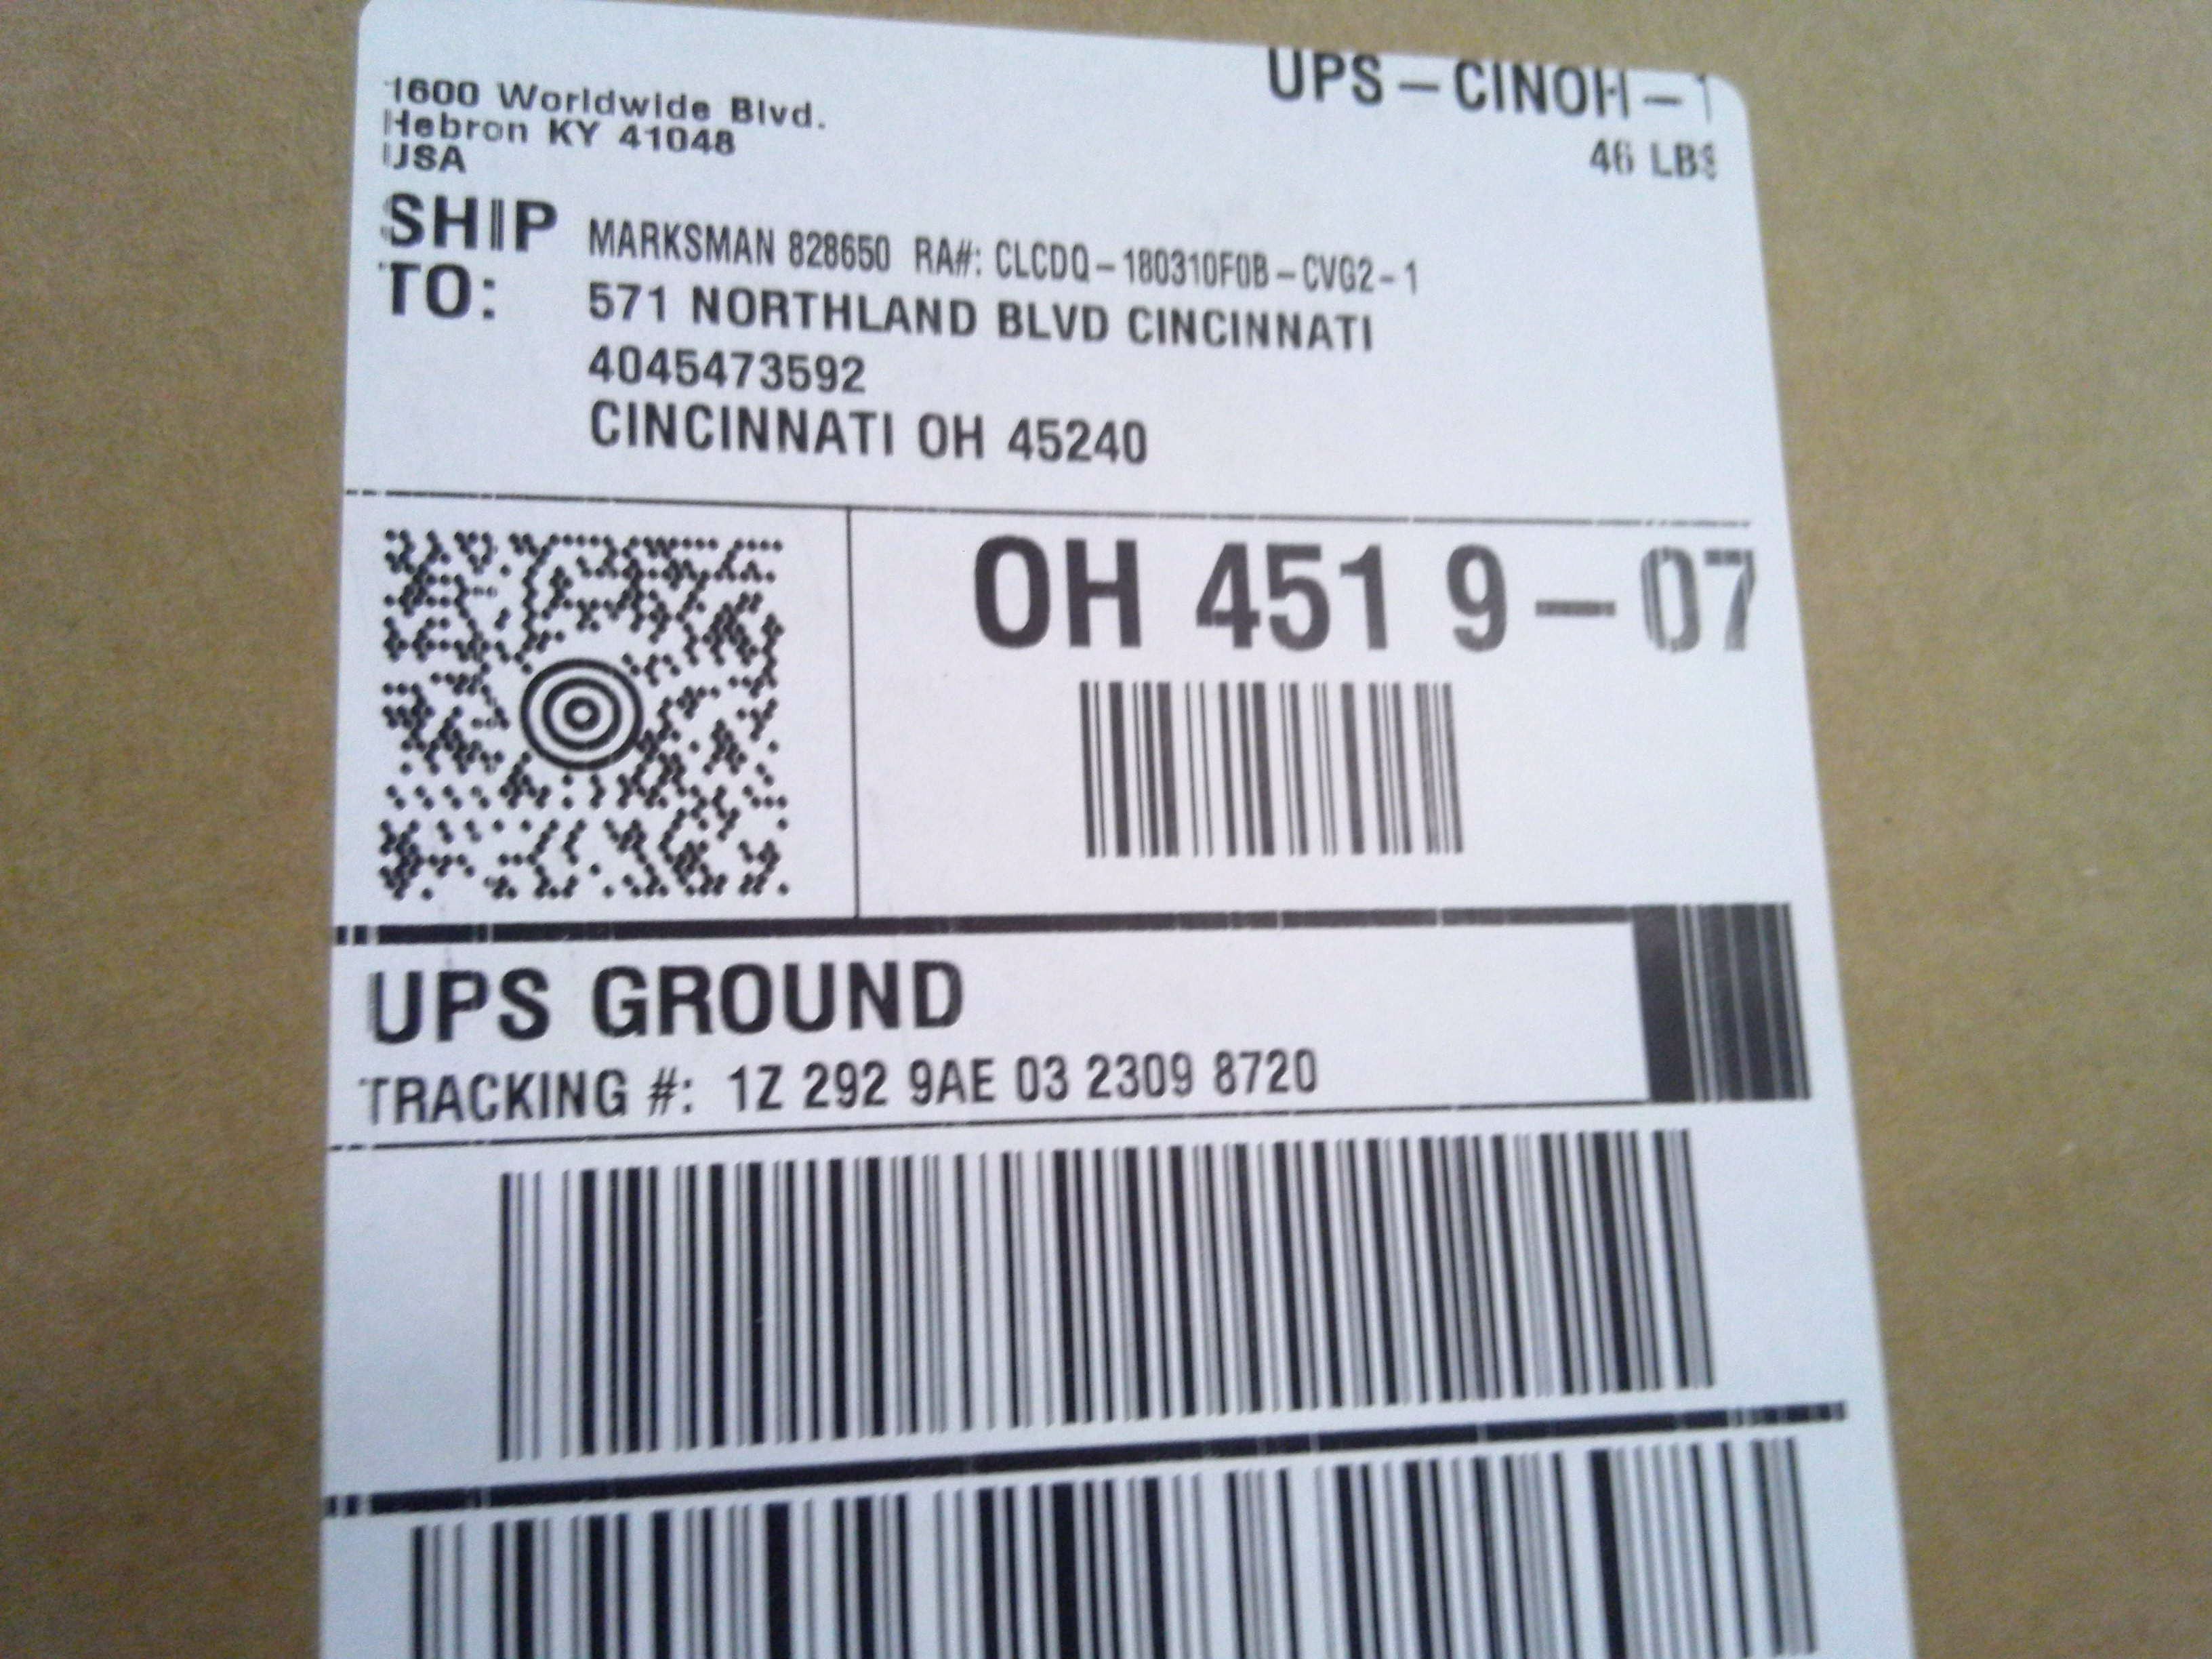 1600 Worldwide Blvd.
Hebron KY 41048
USA
UPS – CINOH – 1
46 LBS
SHIP TO:
MARKSMAN 828650 RA#: CLCDQ – 180310F0B – CVG2 - 1
571 NORTHLAND BLVD CINCINNATI
4045473592
CINCINNATI OH 45240
OH 451 9 – 07
UPS GROUND
TRACKING #: 1Z 292 9AE 03 2309 8720